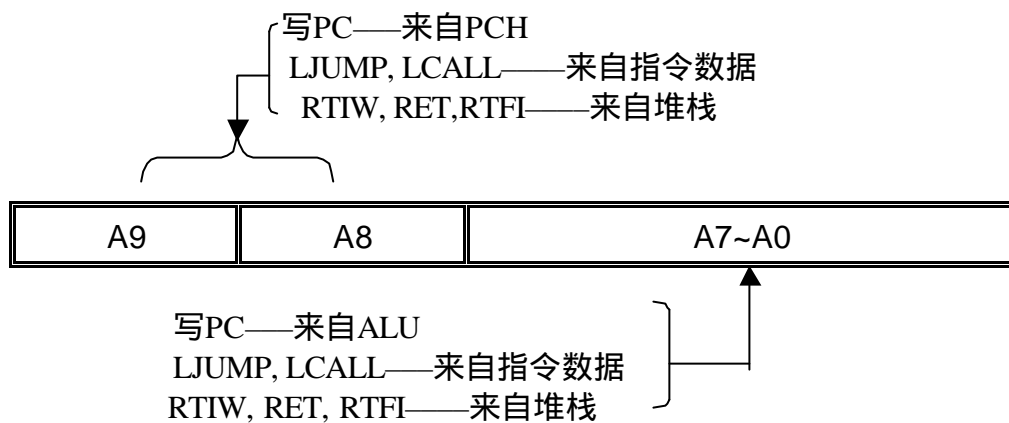 写PC——来自PCH
LJUMP, LCALL——来自指令数据
RTIW, RET,RTFI——来自堆栈
A9 A8 A7~A0
写PC——来自ALU
LJUMP, LCALL——来自指令数据
RTIW, RET, RTFI——来自堆栈